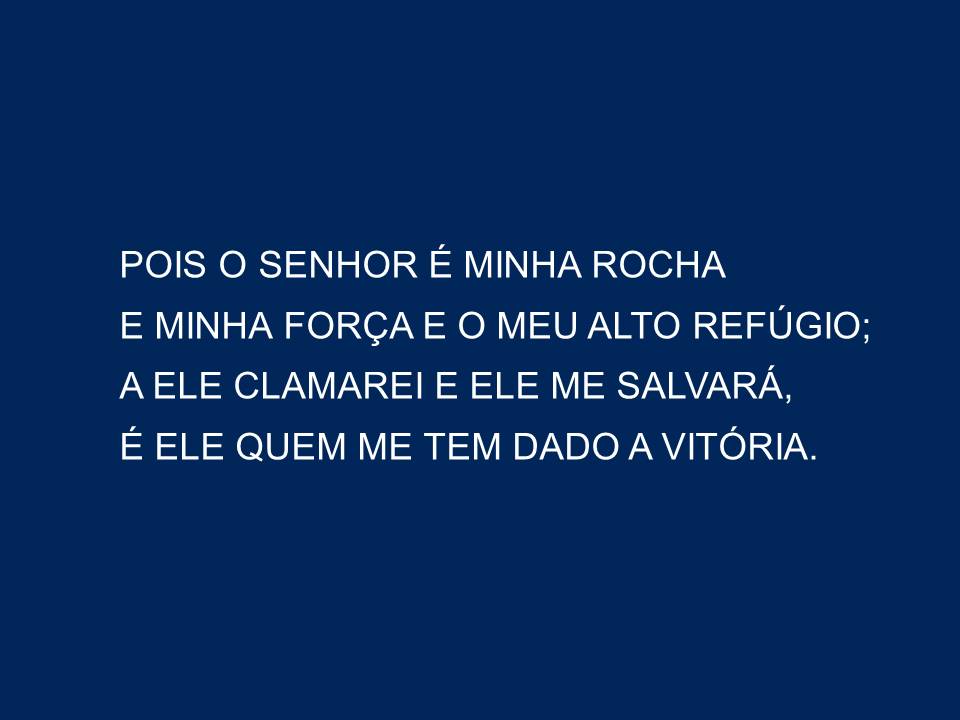 POIS O SENHOR É MINHA ROCHA
E MINHA FORÇA E O MEU ALTO REFÚGIO;
A ELE CLAMAREI E ELE ME SALVARÁ,
É ELE QUEM ME TEM DADO A VITÓRIA.